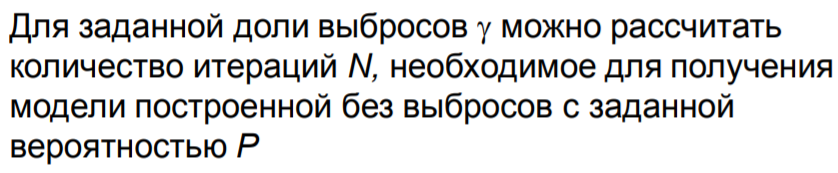 Для заданной доли выбросов γ можно рассчитать
количество итераций N, необходимое для получения
модели построенной без выбросов с заданной
вероятностью P